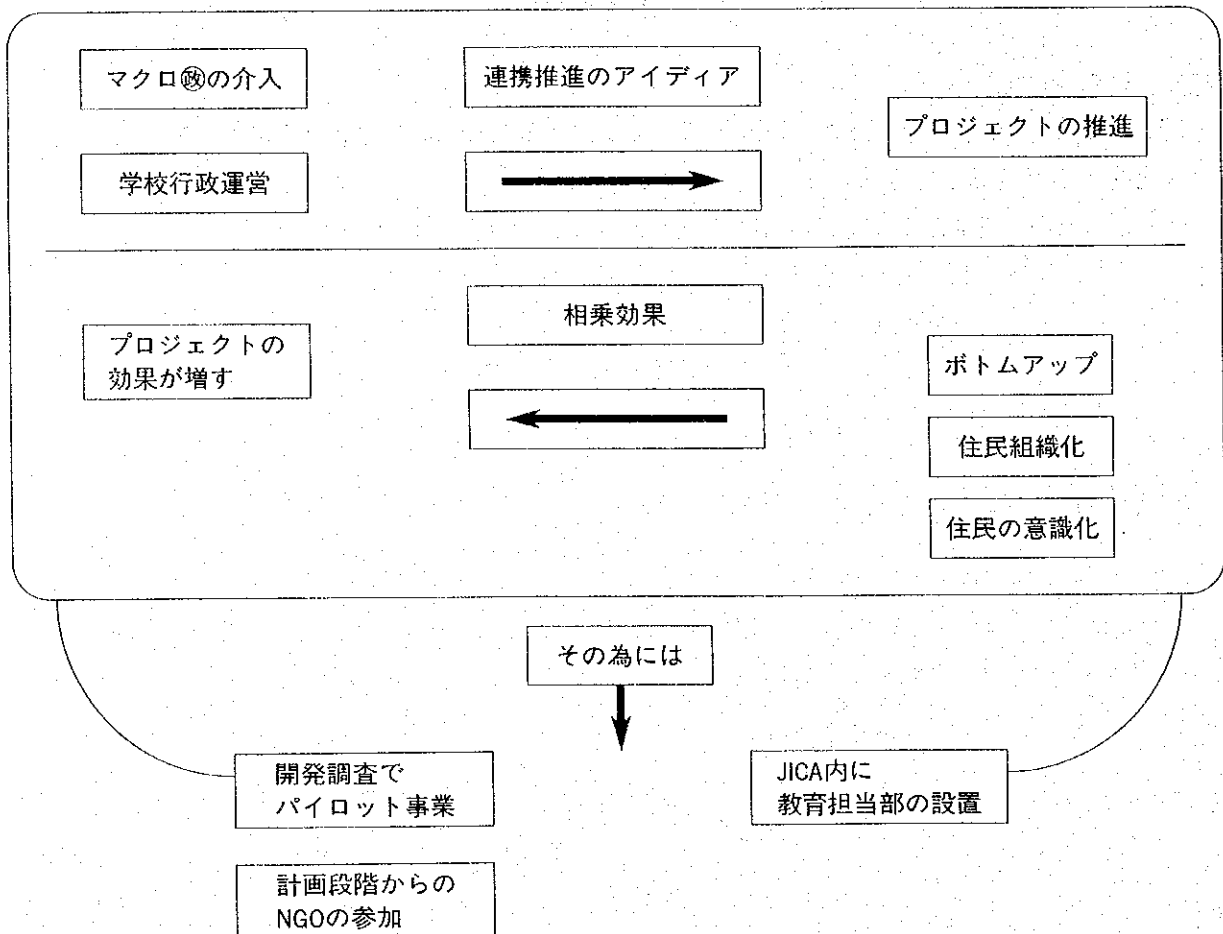 マクロ㊙の介入
学校行政運営
連携推進のアイディア
プロジェクトの推進
プロジェクトの
効果が増す
相乗効果
ボトムアップ
住民組織化
住民の意識化
その為には
開発調査で
パイロット事業
計画段階からの
NGOの参加
JICA内に
教育担当部の設置